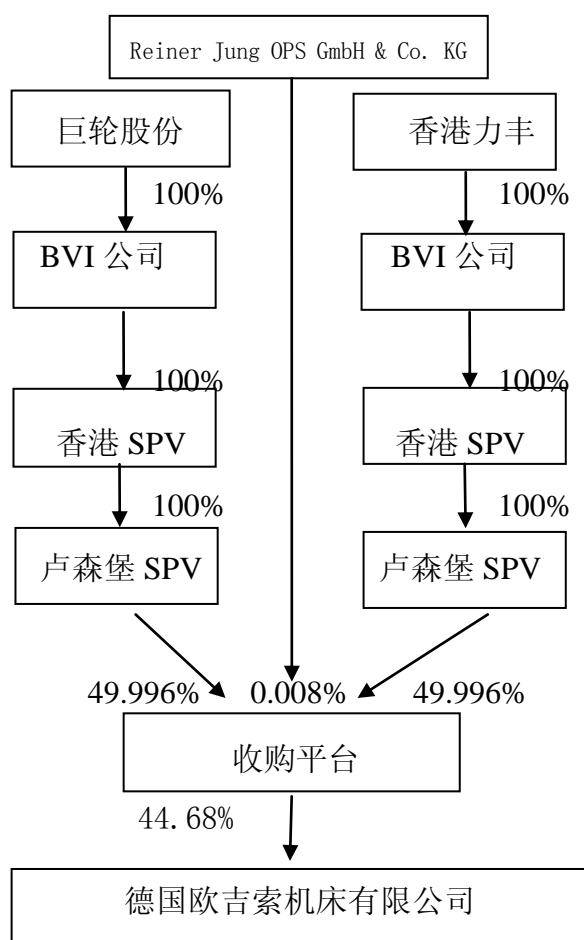 Reiner Jung OPS GmbH & Co. KG
巨轮股份
香港力丰
100%
100%
BVI 公司
BVI 公司
100%
100%
香港 SPV
香港 SPV
100%
100%
卢森堡 SPV
卢森堡 SPV
49.996%
0.008%
49.996%
收购平台
44.68%
德国欧吉索机床有限公司